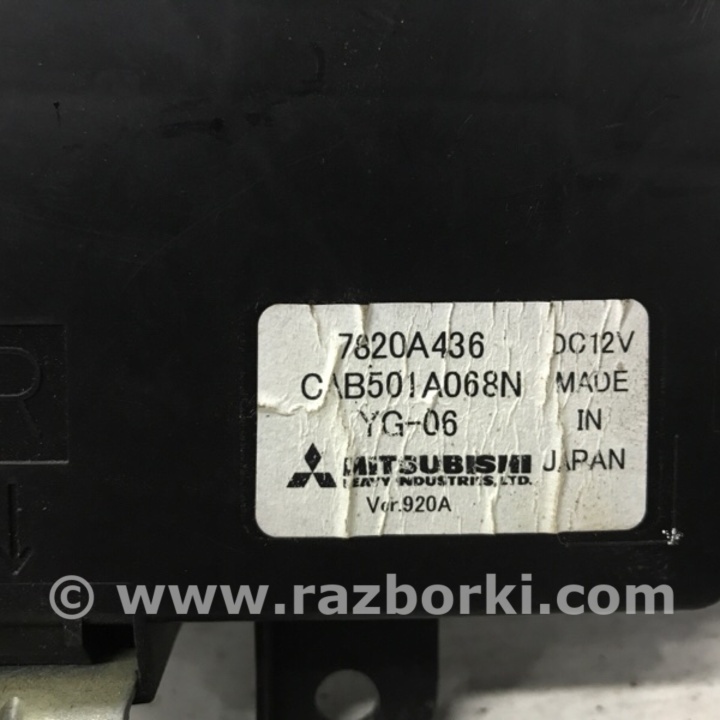 7820A436 DC12V
CAB501A068N MADE
YG-06 IN
MITSUBISHI JAPAN
HEAVY INDUSTRIES, LTD.
Ver.920A
R
© www.razborki.com